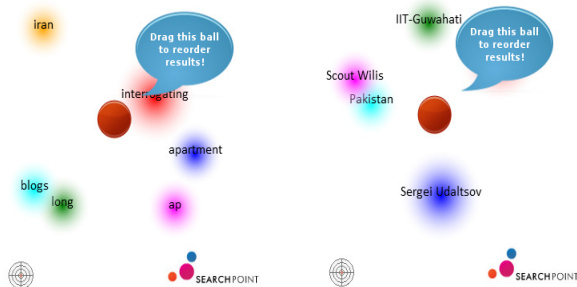 iran
Drag this ball
to reorder
results!
interrogating
apartment
blogs
long
ap
SEARCHPOINT
IIT-Guwahati
Drag this ball
to reorder
results!
Scout Wilis
Pakistan
Sergei Udaltsov
SEARCHPOINT